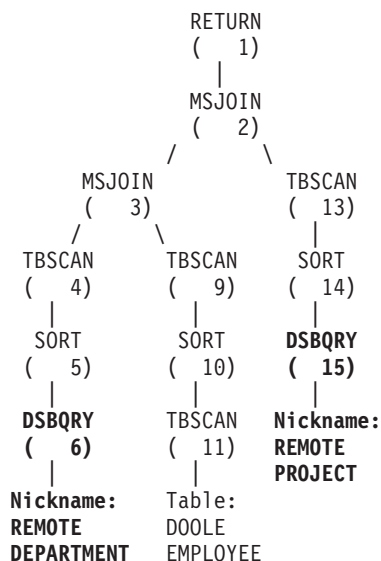 RETURN
( 1)
|
MSJOIN
( 2)
/ \
MSJOIN TBSCAN
( 3) ( 13)
/ \ |
TBSCAN TBSCAN SORT
( 4) ( 9) ( 14)
| | |
SORT SORT DSBQRY
( 5) ( 10) ( 15)
| | |
DSBQRY TBSCAN Nickname:
( 6) ( 11) REMOTE
| | PROJECT
Nickname: Table:
REMOTE DOOLE
DEPARTMENT EMPLOYEE